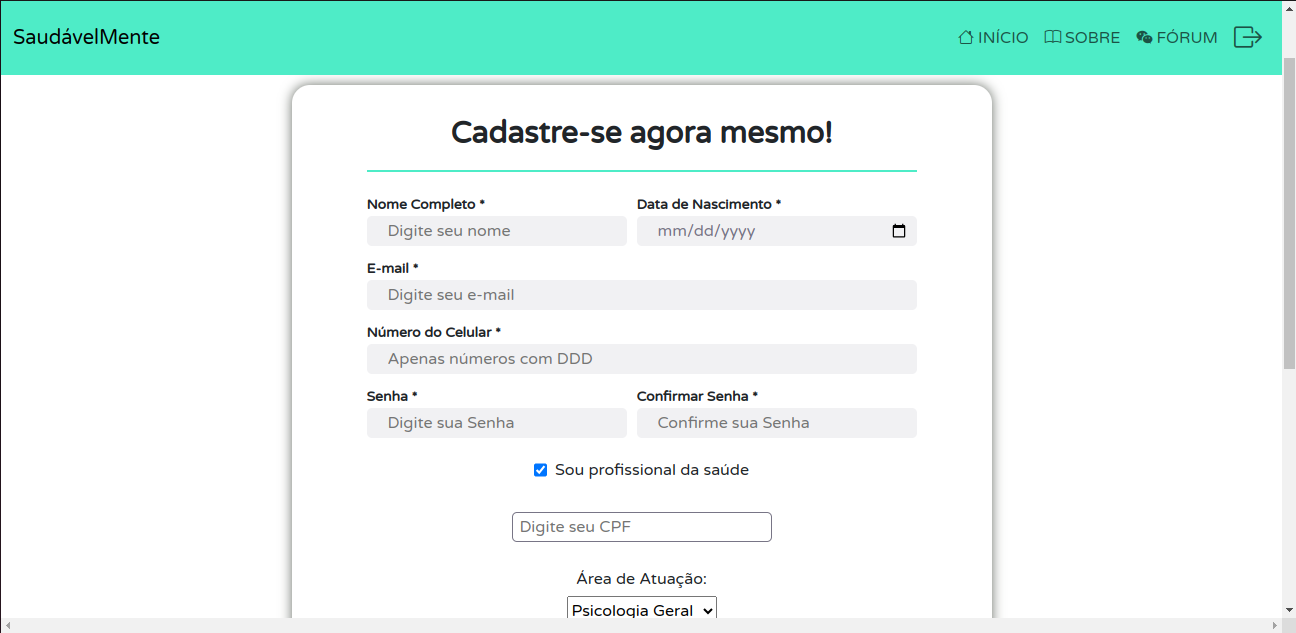 SaudávelMente INÍCIO SOBRE FÓRUM
Cadastre-se agora mesmo!
Nome Completo * Data de Nascimento *
Digite seu nome mm/dd/yyyy
E-mail *
Digite seu e-mail
Número do Celular *
Apenas números com DDD
Senha * Confirmar Senha *
Digite sua Senha Confirme sua Senha
Sou profissional da saúde
Digite seu CPF
Área de Atuação:
Psicologia Geral